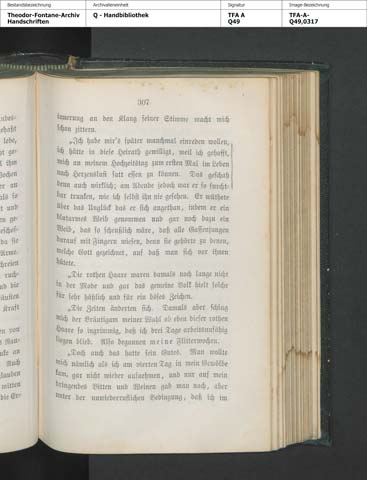 Bestandsbezeichnung
Theodor-Fontane-Archiv
Handschriften
Archivalieneinheit
Q - Handbibliothek
Signatur
TFA A
Q49
Image-Bezeichnung
TFA-A-
Q49,0317
307
innerung an den Klang seiner Stimme macht mich
schon zittern.
„Ich habe mir's später manchmal einreden wollen,
ich hätte in diese Heirath gewilligt, weil ich gehofft,
mich an meinem Hochzeitstag zum ersten Mal im Leben
nach Herzenslust satt essen zu können. Das geschah
denn auch wirklich; am Abende jedoch war er so furcht-
bar trunken, wie ich selbst ihn nie gesehen. Er wüthete
über das Unglück das er sich angethan, indem er ein
blutarmes Weib genommen und gar noch dazu ein
Weib, das so scheußlich wäre, daß alle Gassenjungen
darauf mit Fingern wiesen, denn sie gehörte zu denen,
welche Gott gezeichnet, auf daß man sich vor ihnen
hütete.
„Die rothen Haare waren damals noch lange nicht
in der Mode und gar das gemeine Volk hielt solche
für sehr häßlich und für ein böses Zeichen.
„Die Zeiten änderten sich. Damals aber schlug
mich der Bräutigam meiner Wahl ob eben dieser rothen
Haare so ingrimmig, daß ich drei Tage arbeitsunfähig
liegen blieb. Also begannen meine Flitterwochen.
„Doch auch das hatte sein Gutes. Man wollte
mich nämlich als ich am vierten Tag in mein Gewölbe
kam, gar nicht wieder aufnehmen, und nur auf mein
dringendes Bitten und Weinen gab man nach, aber
unter der unwiederruflichen Bedingung, daß ich im